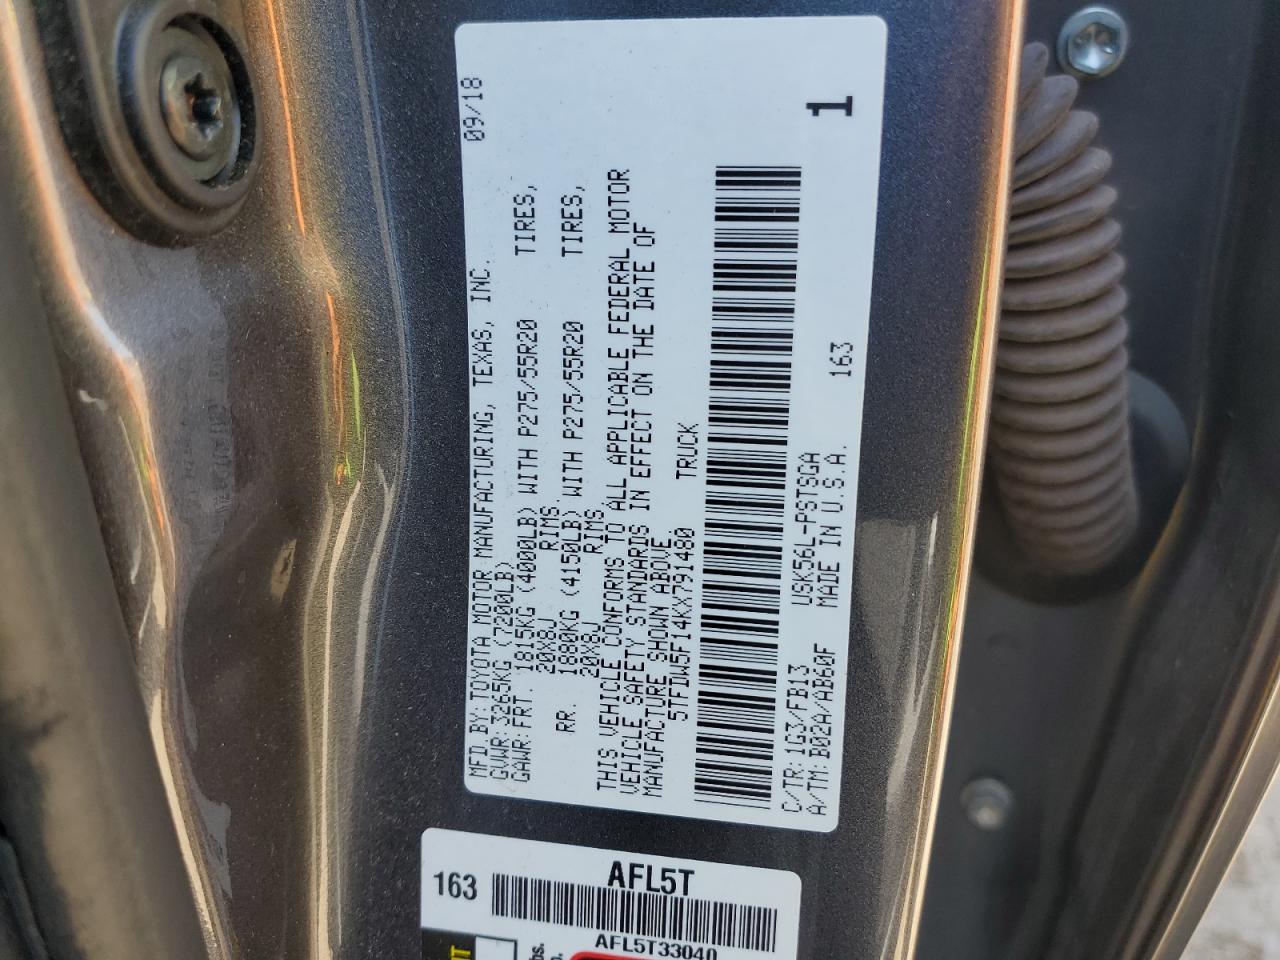 09/18
MFD.BY:TOYOTA MOTOR MANUFACTURING, TEXAS, INC.
GVWR:3265KG (7200LB)
GAWR:FRT. 1815KG (4000LB) WITH P275/55R20 TIRES,
20X8J RIMS.
RR. 1880KG (4150LB) WITH P275/55R20 TIRES,
20X8J RIMS.
THIS VEHICLE CONFORMS TO ALL APPLICABLE FEDERAL MOTOR
VEHICLE SAFETY STANDARDS IN EFFECT ON THE DATE OF
MANUFACTURE SHOWN ABOVE
5TFDW5F14KX791480 TRUCK
1
C/TR:1G3/FB13 USK56L-PSTSGA 163
A/TM:B02A/AB60F MADE IN U.S.A.
163 AFL5T
AFL5T33040